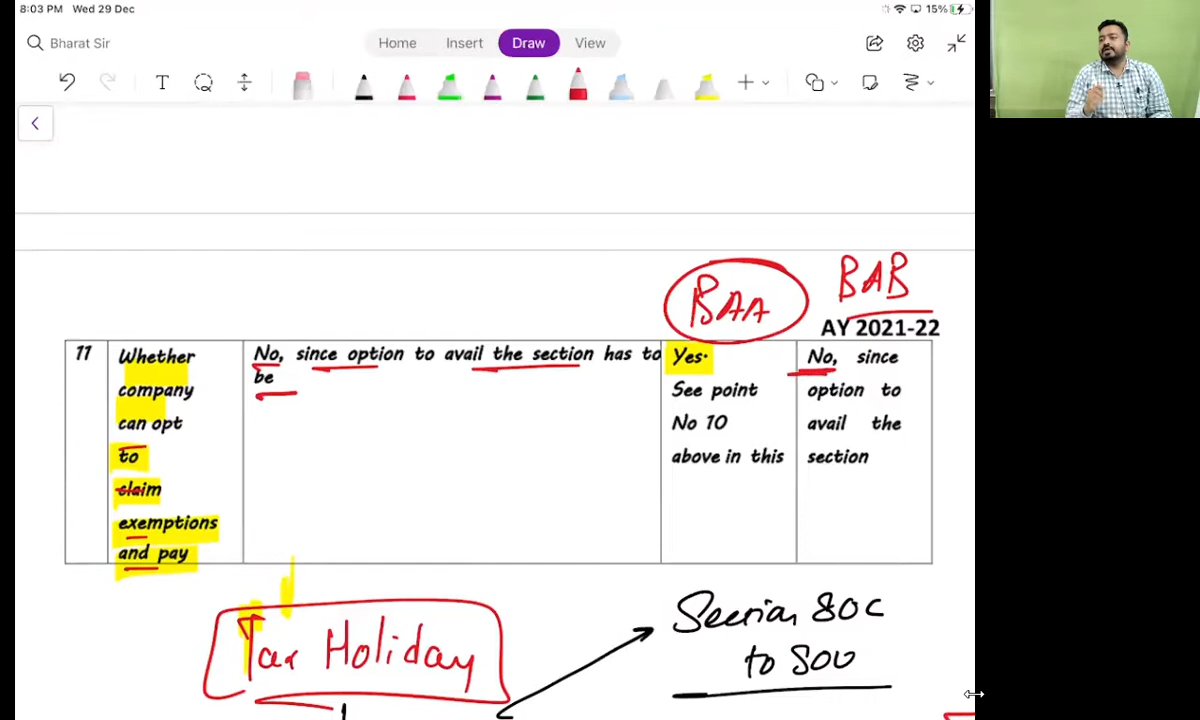 8:03 PM Wed 29 Dec
15%
Bharat Sir
Home Insert Draw View
T
BAA
BAB
AY 2021-22
11
Whether
company
can opt
to
claim
exemptions
and pay
No, since option to avail the section has to
be
Yes.
See point
No 10
above in this
No, since
option to
avail the
section
Tax Holiday
Section 80C
to 80U